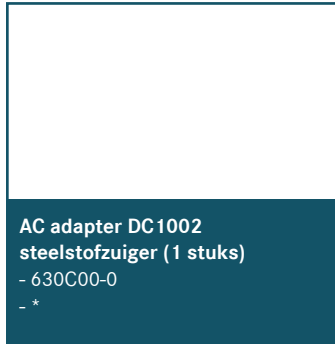 AC adapter DC1002
steelstofzuiger (1 stuks)
- 630C00-0
- *